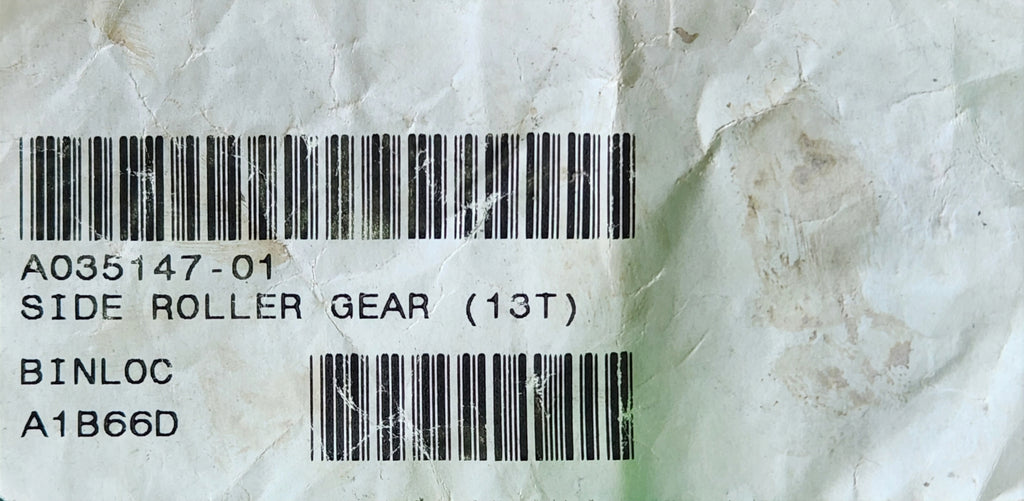 A035147-01
SIDE ROLLER GEAR (13T)
BINLOC
A1B66D